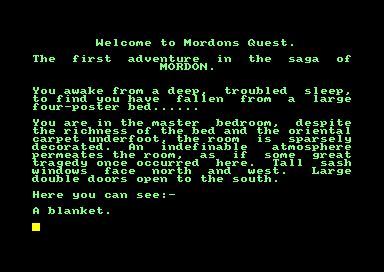 Welcome to Mordons Quest.
The first adventure in the saga of
MORDON.
You awake from a deep, troubled sleep,
to find you have fallen from a large
four-poster bed......
You are in the master bedroom, despite
the richness of the bed and the oriental
carpet underfoot, the room is sparsely
decorated. An indefinable atmosphere
permeates the room, as if some great
tragedy once occurred here. Tall sash
windows face north and west. Large
double doors open to the south.
Here you can see:-
A blanket.